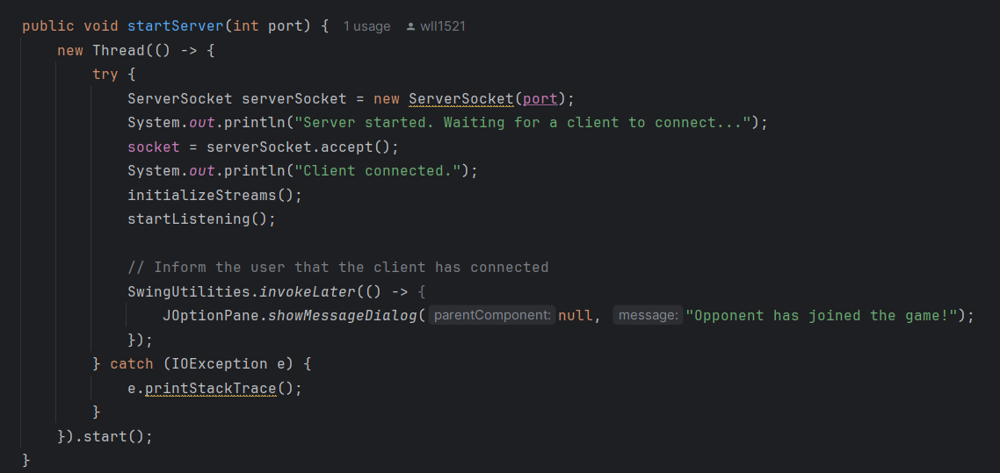 public void startServer(int port) { 1 usage wll1521
new Thread(() -> {
try {
ServerSocket serverSocket = new ServerSocket(port);
System.out.println("Server started. Waiting for a client to connect...");
socket = serverSocket.accept();
System.out.println("Client connected.");
initializeStreams();
startListening();
// Inform the user that the client has connected
SwingUtilities.invokeLater(() -> {
JOptionPane.showMessageDialog(parentComponent: null, message: "Opponent has joined the game!");
});
} catch (IOException e) {
e.printStackTrace();
}
}).start();
}